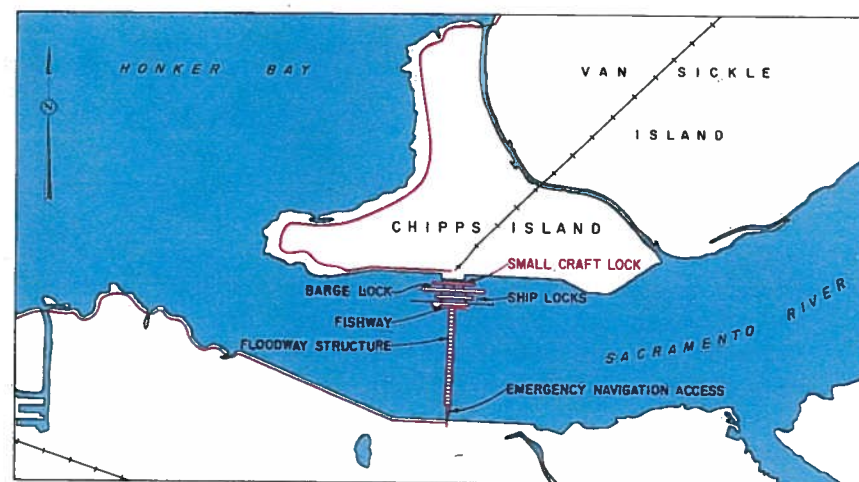 HONKER BAY
VAN SICKLE
ISLAND
N
CHIPPS ISLAND
SMALL CRAFT LOCK
BARGE LOCK
SHIP LOCKS
FISHWAY
FLOODWAY STRUCTURE
SACRAMENTO RIVER
EMERGENCY NAVIGATION ACCESS